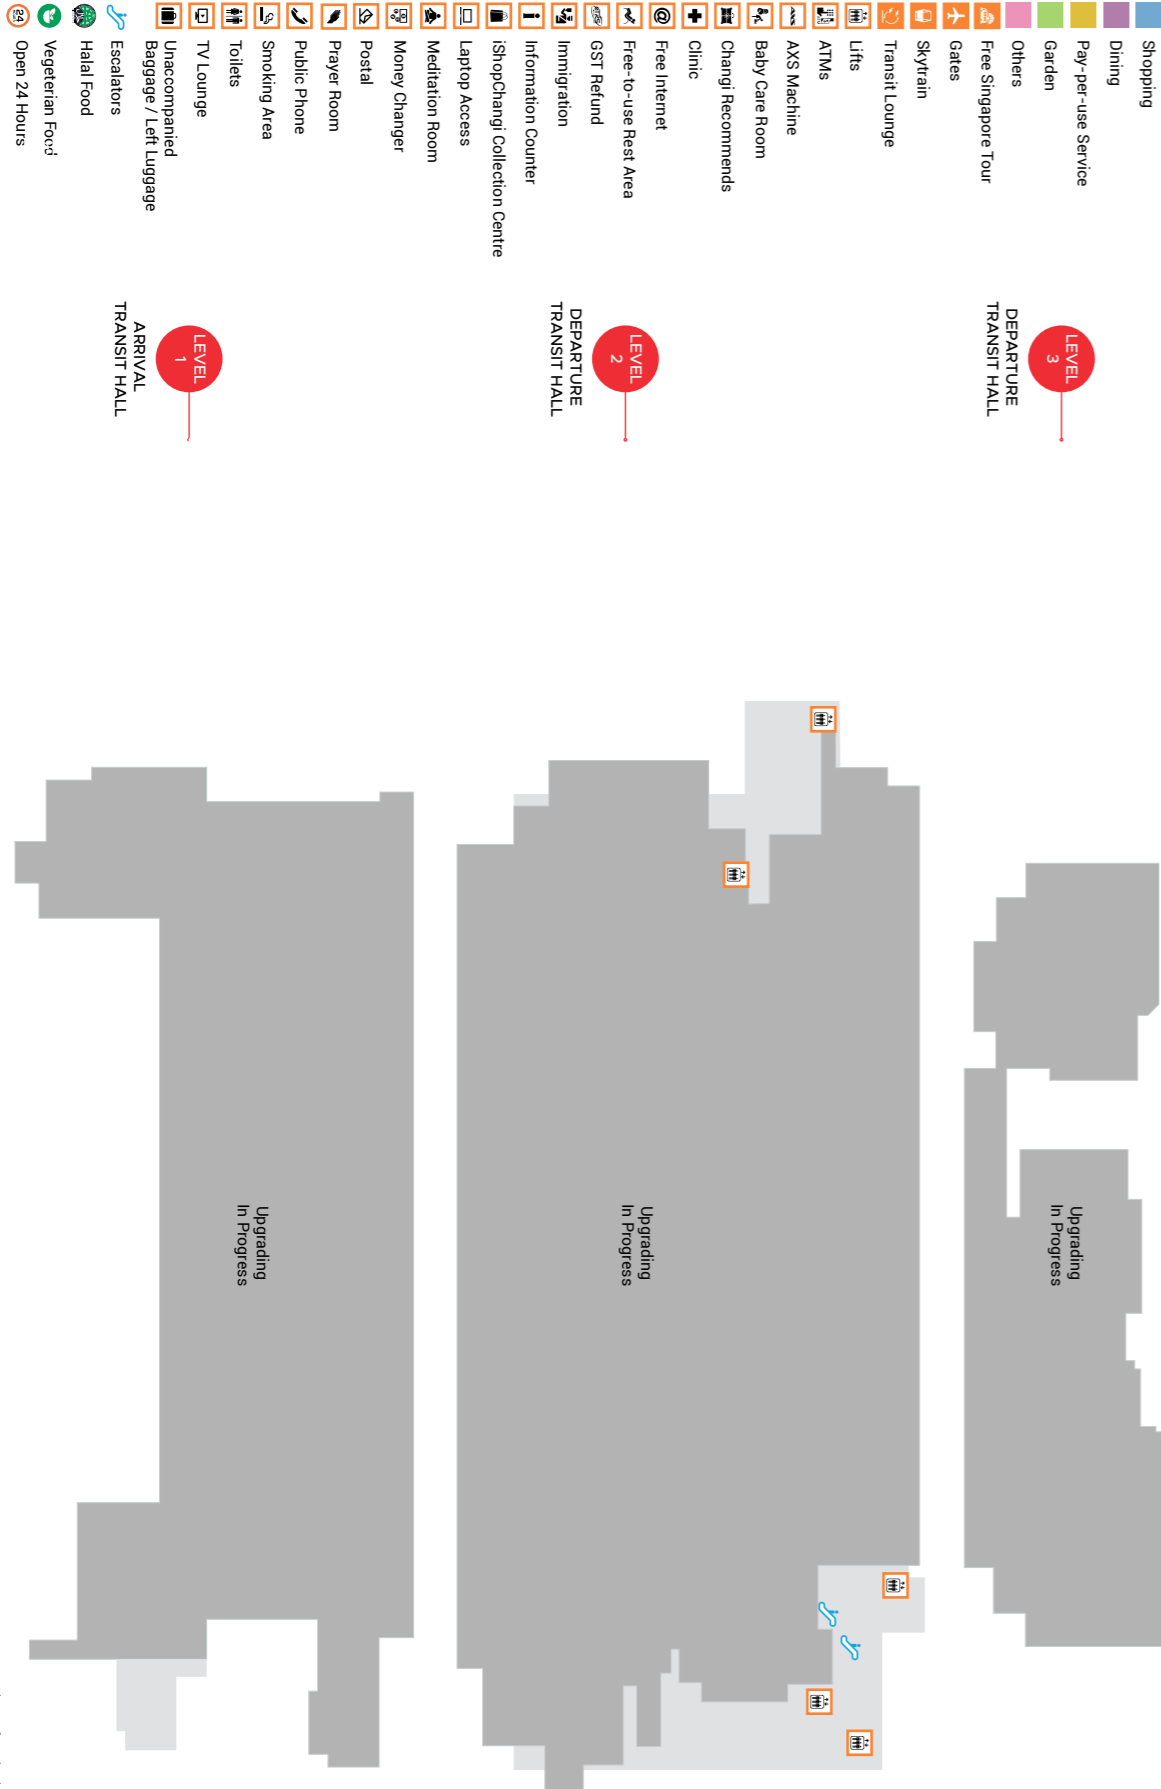 Shopping
Dining
Pay-per-use Service
Garden
Others
Free Singapore Tour
Gates
Skytrain
Transit Lounge
Lifts
ATMs
AXS Machine
Baby Care Room
Changi Recommends
Clinic
Free Internet
Free-to-use Rest Area
GST Refund
Immigration
Information Counter
iShopChangi Collection Centre
Laptop Access
Meditation Room
Money Changer
Postal
Prayer Room
Public Phone
Smoking Area
Toilets
TV Lounge
Unaccompanied
Baggage / Left Luggage
Escalators
Halal Food
Vegeterian Food
24
Open 24 Hours
LEVEL
3
DEPARTURE
TRANSIT HALL
Upgrading
In Progress
LEVEL
2
DEPARTURE
TRANSIT HALL
Upgrading
In Progress
LEVEL
1
ARRIVAL
TRANSIT HALL
Upgrading
In Progress